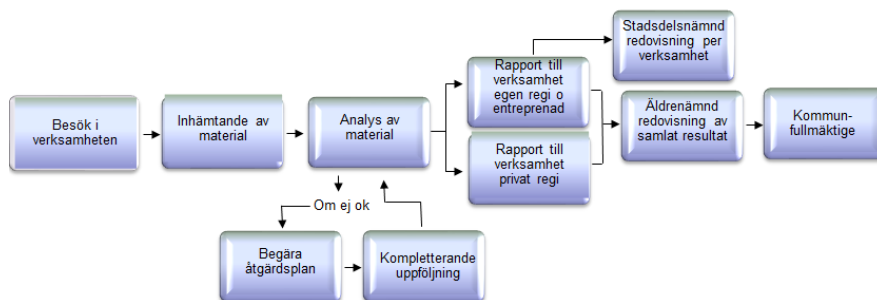 Besök i
verksamheten
Inhämtande av
material
Analys av
material
Om ej ok
Begära
åtgärdsplan
Kompletterande
uppföljning
Rapport till
verksamhet
egen regi o
entreprenad
Rapport till
verksamhet
privat regi
Stadsdelsnämnd
redovisning per
verksamhet
Äldrenämnd
redovisning av
samlat resultat
Kommun-
fullmäktige